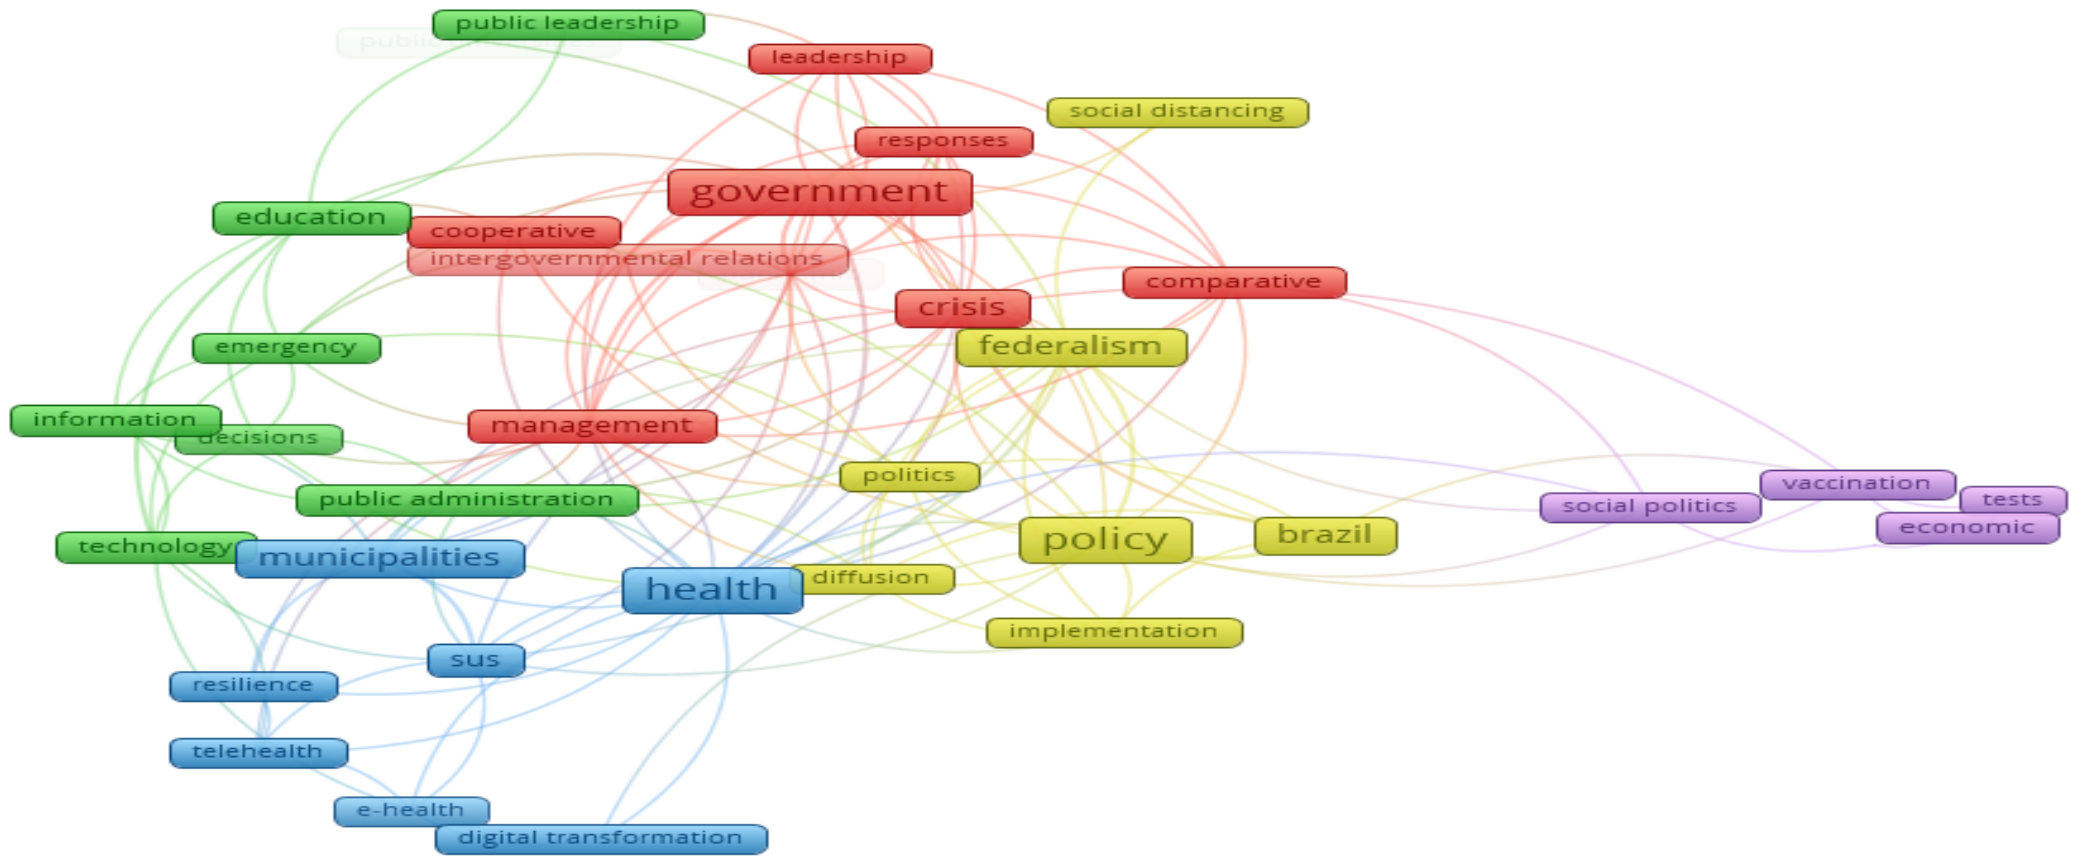 public leadership
leadership
social distancing
responses
government
education
cooperative
intergovernmental relations
comparative
crisis
federalism
emergency
information
decisions
management
public administration
politics
vaccination
tests
social politics
economic
technology
municipalities
policy
brazil
health
diffusion
implementation
sus
resilience
telehealth
e-health
digital transformation